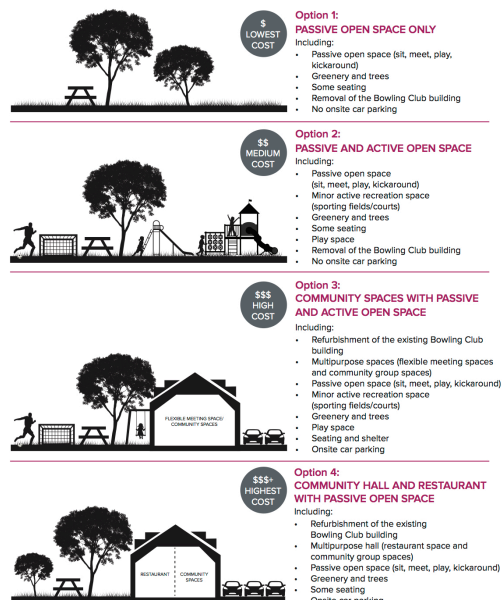 $
LOWEST
COST
Option 1:
PASSIVE OPEN SPACE ONLY
Including:
• Passive open space (sit, meet, play,
kickaround)
• Greenery and trees
• Some seating
• Removal of the Bowling Club building
• No onsite car parking
$$
MEDIUM
COST
Option 2:
PASSIVE AND ACTIVE OPEN SPACE
Including:
• Passive open space
(sit, meet, play, kickaround)
• Minor active recreation space
(sporting fields/courts)
• Greenery and trees
• Some seating
• Play space
• Removal of the Bowling Club building
• No onsite car parking
$$$
HIGH
COST
Option 3:
COMMUNITY SPACES WITH PASSIVE
AND ACTIVE OPEN SPACE
Including:
• Refurbishment of the existing Bowling Club
building
• Multipurpose spaces (flexible meeting spaces
and community group spaces)
• Passive open space (sit, meet, play, kickaround)
• Minor active recreation space
(sporting fields/courts)
• Greenery and trees
• Play space
• Seating and shelter
• Onsite car parking
FLEXIBLE MEETING SPACE/
COMMUNITY SPACES
$$$+
HIGHEST
COST
Option 4:
COMMUNITY HALL AND RESTAURANT
WITH PASSIVE OPEN SPACE
Including:
• Refurbishment of the existing
Bowling Club building
• Multipurpose hall (restaurant space and
community group spaces)
• Passive open space (sit, meet, play, kickaround)
• Greenery and trees
• Some seating
• Onsite car parking
RESTAURANT
COMMUNITY
SPACES